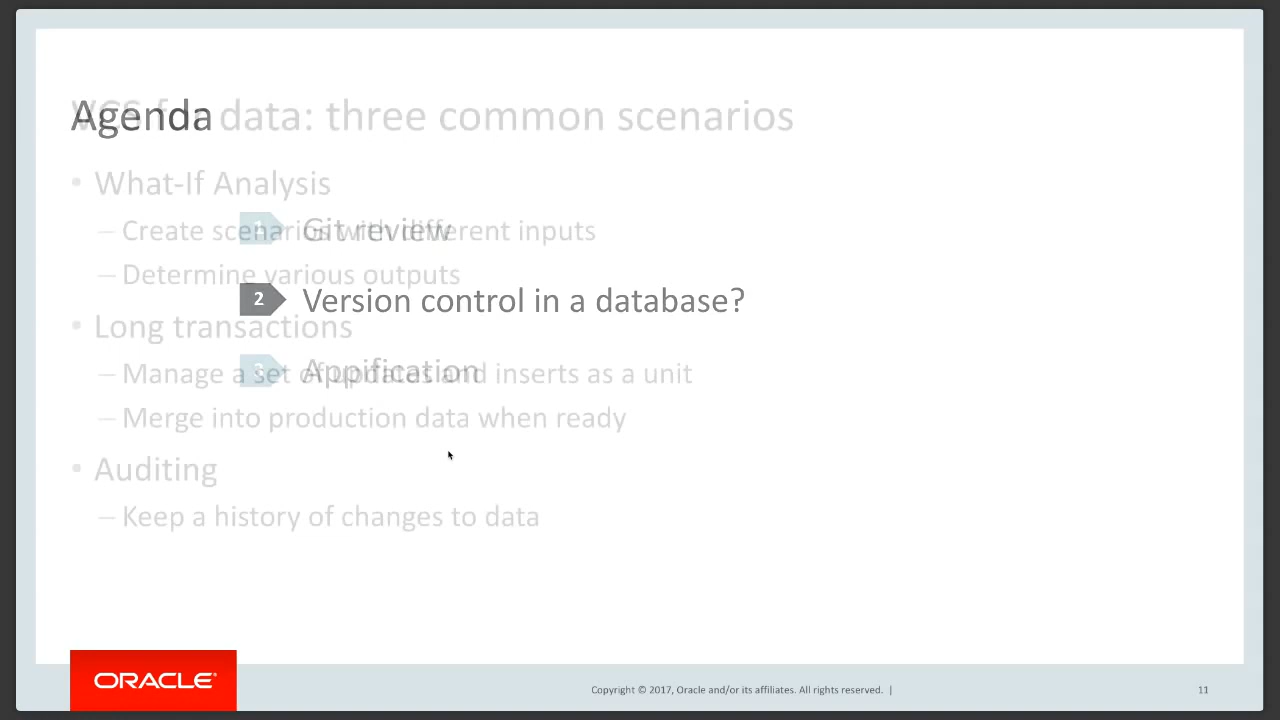 Agenda
VCS for data: three common scenarios
• What-If Analysis
– Create scenarios with different inputs
– Determine various outputs
• Long transactions
– Manage a set of updates and inserts as a unit
– Merge into production data when ready
• Auditing
– Keep a history of changes to data
1 Git review
2 Version control in a database?
3 Appification
ORACLE®
Copyright © 2017, Oracle and/or its affiliates. All rights reserved. |
11